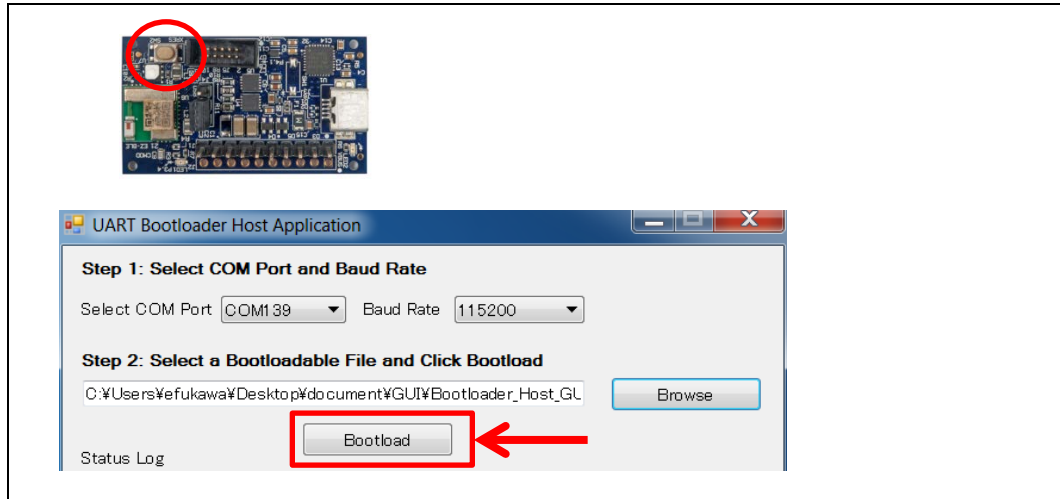 UART Bootloader Host Application
Step 1: Select COM Port and Baud Rate
Select COM Port COM139 Baud Rate 115200
Step 2: Select a Bootloadable File and Click Bootload
C:¥Users¥efukawa¥Desktop¥document¥GUI¥Bootloader_Host_GU Browse
Bootload
Status Log